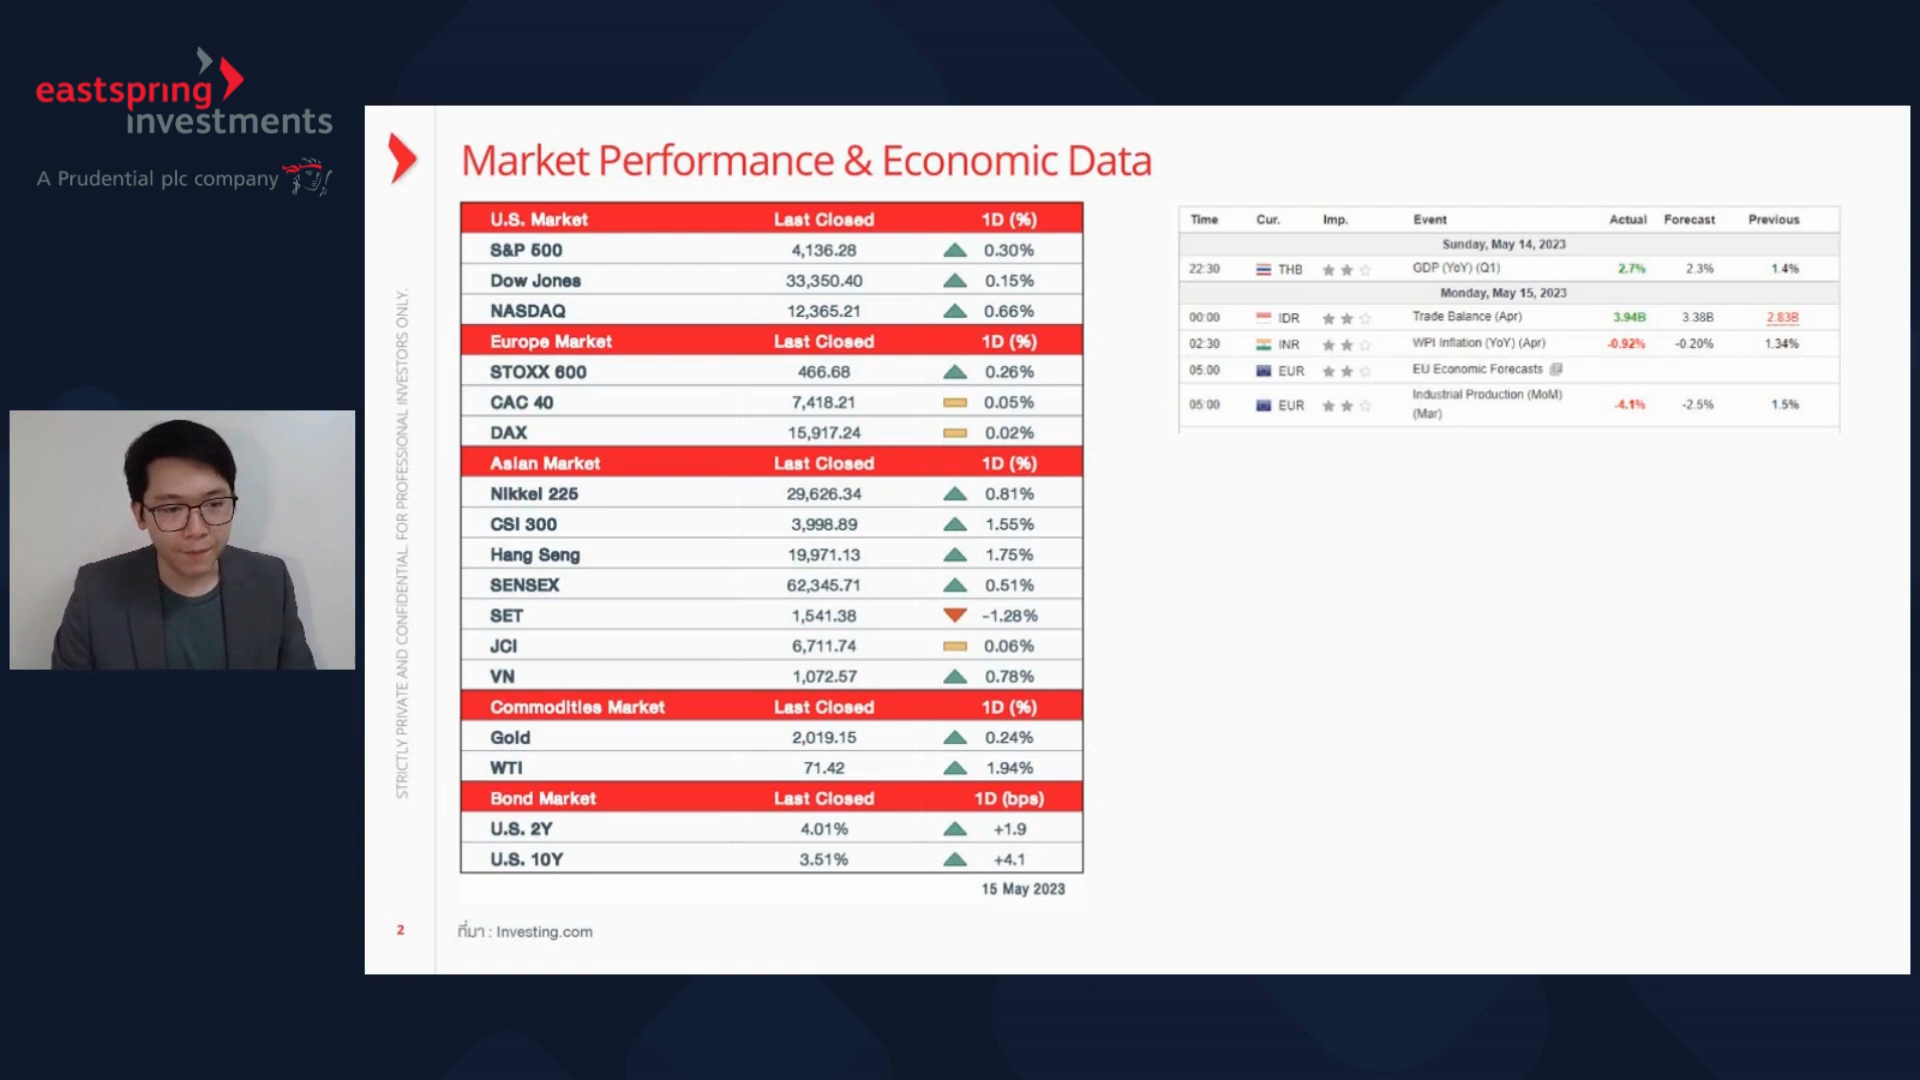 eastspring
investments
A Prudential plc company
STRICTLY PRIVATE AND CONFIDENTIAL. FOR PROFESSIONAL INVESTORS ONLY.
Market Performance & Economic Data
U.S. Market Last Closed 1D (%)
S&P 500 4,136.28 0.30%
Dow Jones 33,350.40 0.15%
NASDAQ 12,365.21 0.66%
Europe Market Last Closed 1D (%)
STOXX 600 466.68 0.26%
CAC 40 7,418.21 0.05%
DAX 15,917.24 0.02%
Asian Market Last Closed 1D (%)
Nikkei 225 29,626.34 0.81%
CSI 300 3,998.89 1.55%
Hang Seng 19,971.13 1.75%
SENSEX 62,345.71 0.51%
SET 1,541.38 -1.28%
JCI 6,711.74 0.06%
VN 1,072.57 0.78%
Commodities Market Last Closed 1D (%)
Gold 2,019.15 0.24%
WTI 71.42 1.94%
Bond Market Last Closed 1D (bps)
U.S. 2Y 4.01% +1.9
U.S. 10Y 3.51% +4.1
15 May 2023
2
ที่มา : Investing.com
Time Cur. Imp. Event Actual Forecast Previous
Sunday, May 14, 2023
22:30 THB GDP (YoY) (Q1) 2.7% 2.3% 1.4%
Monday, May 15, 2023
00:00 IDR Trade Balance (Apr) 3.94B 3.38B 2.83B
02:30 INR WPI Inflation (YoY) (Apr) -0.92% -0.20% 1.34%
05:00 EUR EU Economic Forecasts
05:00 EUR Industrial Production (MoM) (Mar) -4.1% -2.5% 1.5%